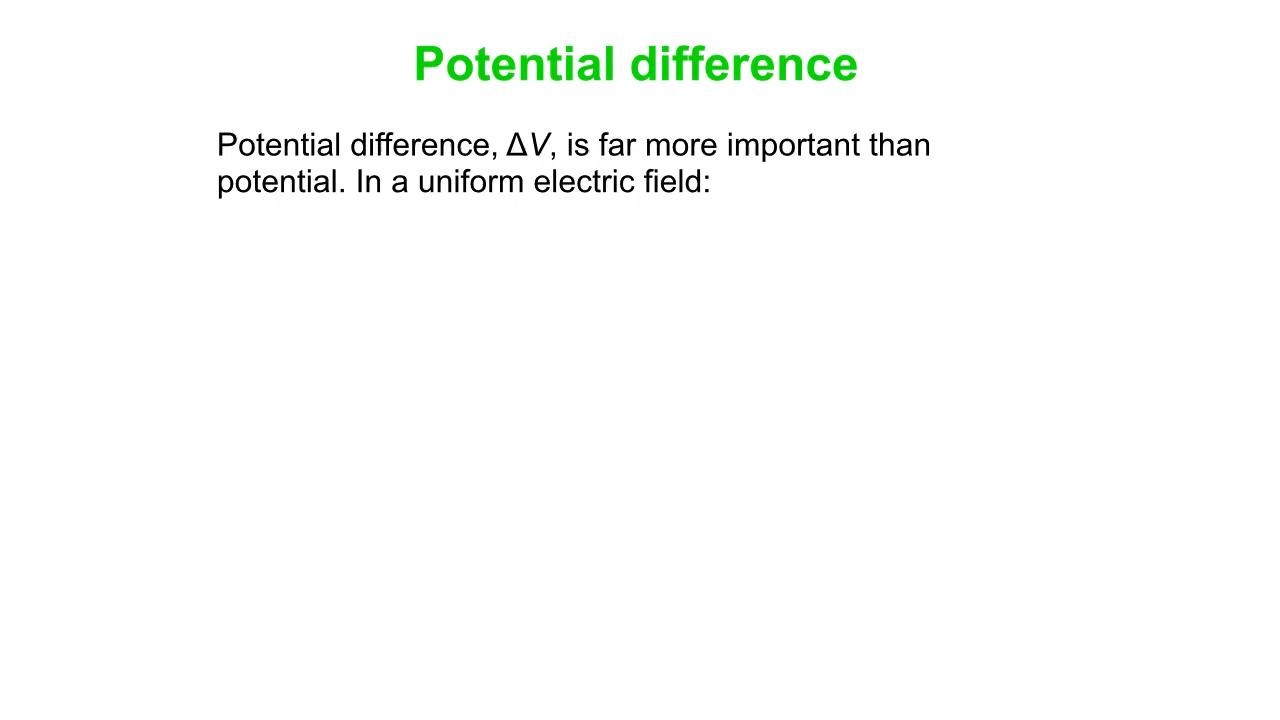 Potential difference
Potential difference, ΔV, is far more important than
potential. In a uniform electric field: